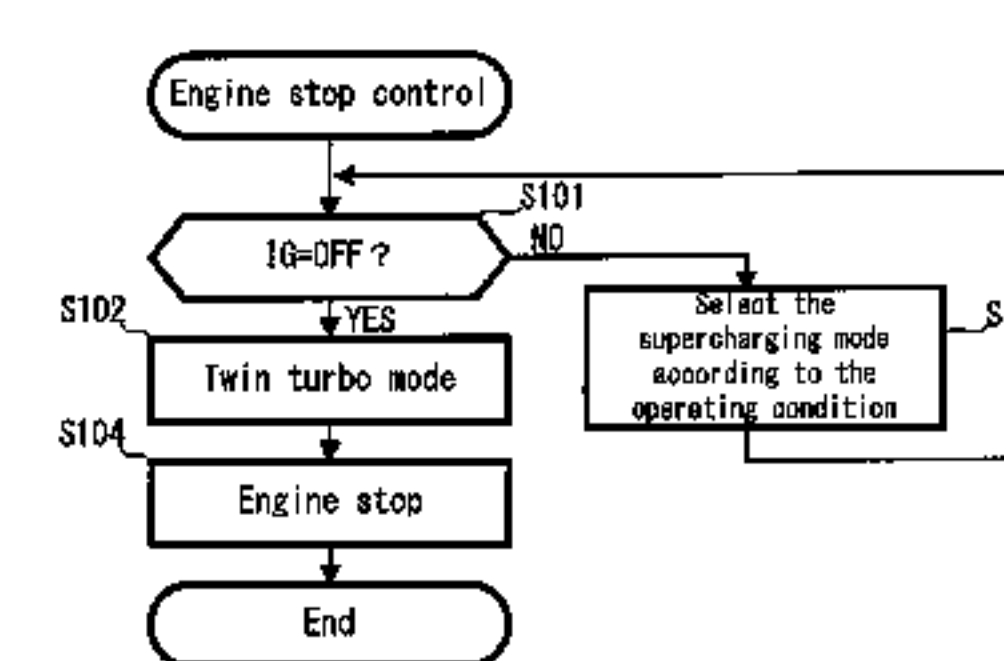 Engine stop control
S101
IG=OFF?
NO
YES
S102
Twin turbo mode
Select the
supercharging mode
according to the
operating condition
S
S104
Engine stop
End